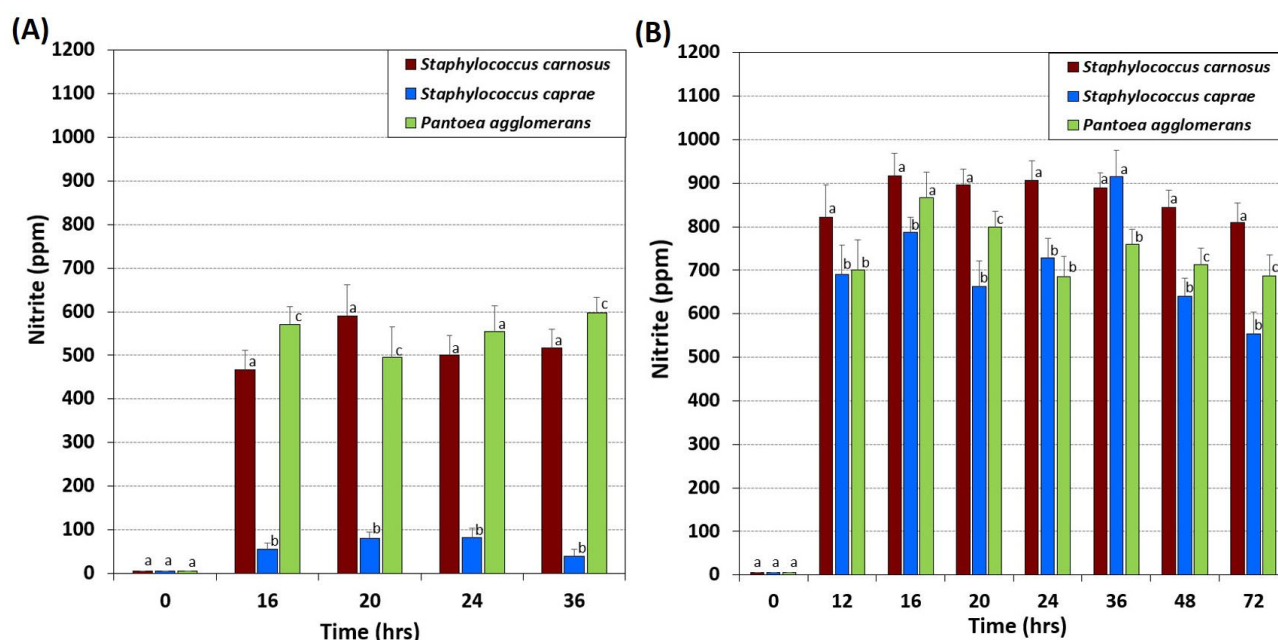 (A)
1200
1100
1000
900
800
700
600
500
400
300
200
100
0
Nitrite (ppm)
Staphylococcus carnosus
Staphylococcus caprae
Pantoea agglomerans
a a a
a b c
a b c
a b a
a b c
0 16 20 24 36
Time (hrs)
(B)
1200
1100
1000
900
800
700
600
500
400
300
200
100
0
Nitrite (ppm)
Staphylococcus carnosus
Staphylococcus caprae
Pantoea agglomerans
a a a
a b b
a b a
a b c
a b b
a a b
a b c
a b c
0 12 16 20 24 36 48 72
Time (hrs)